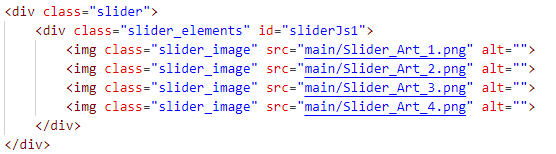 <div class="slider">
<div class="slider_elements" id="sliderJs1">
<img class="slider_image" src="main/Slider_Art_1.png" alt="">
<img class="slider_image" src="main/Slider_Art_2.png" alt="">
<img class="slider_image" src="main/Slider_Art_3.png" alt="">
<img class="slider_image" src="main/Slider_Art_4.png" alt="">
</div>
</div>